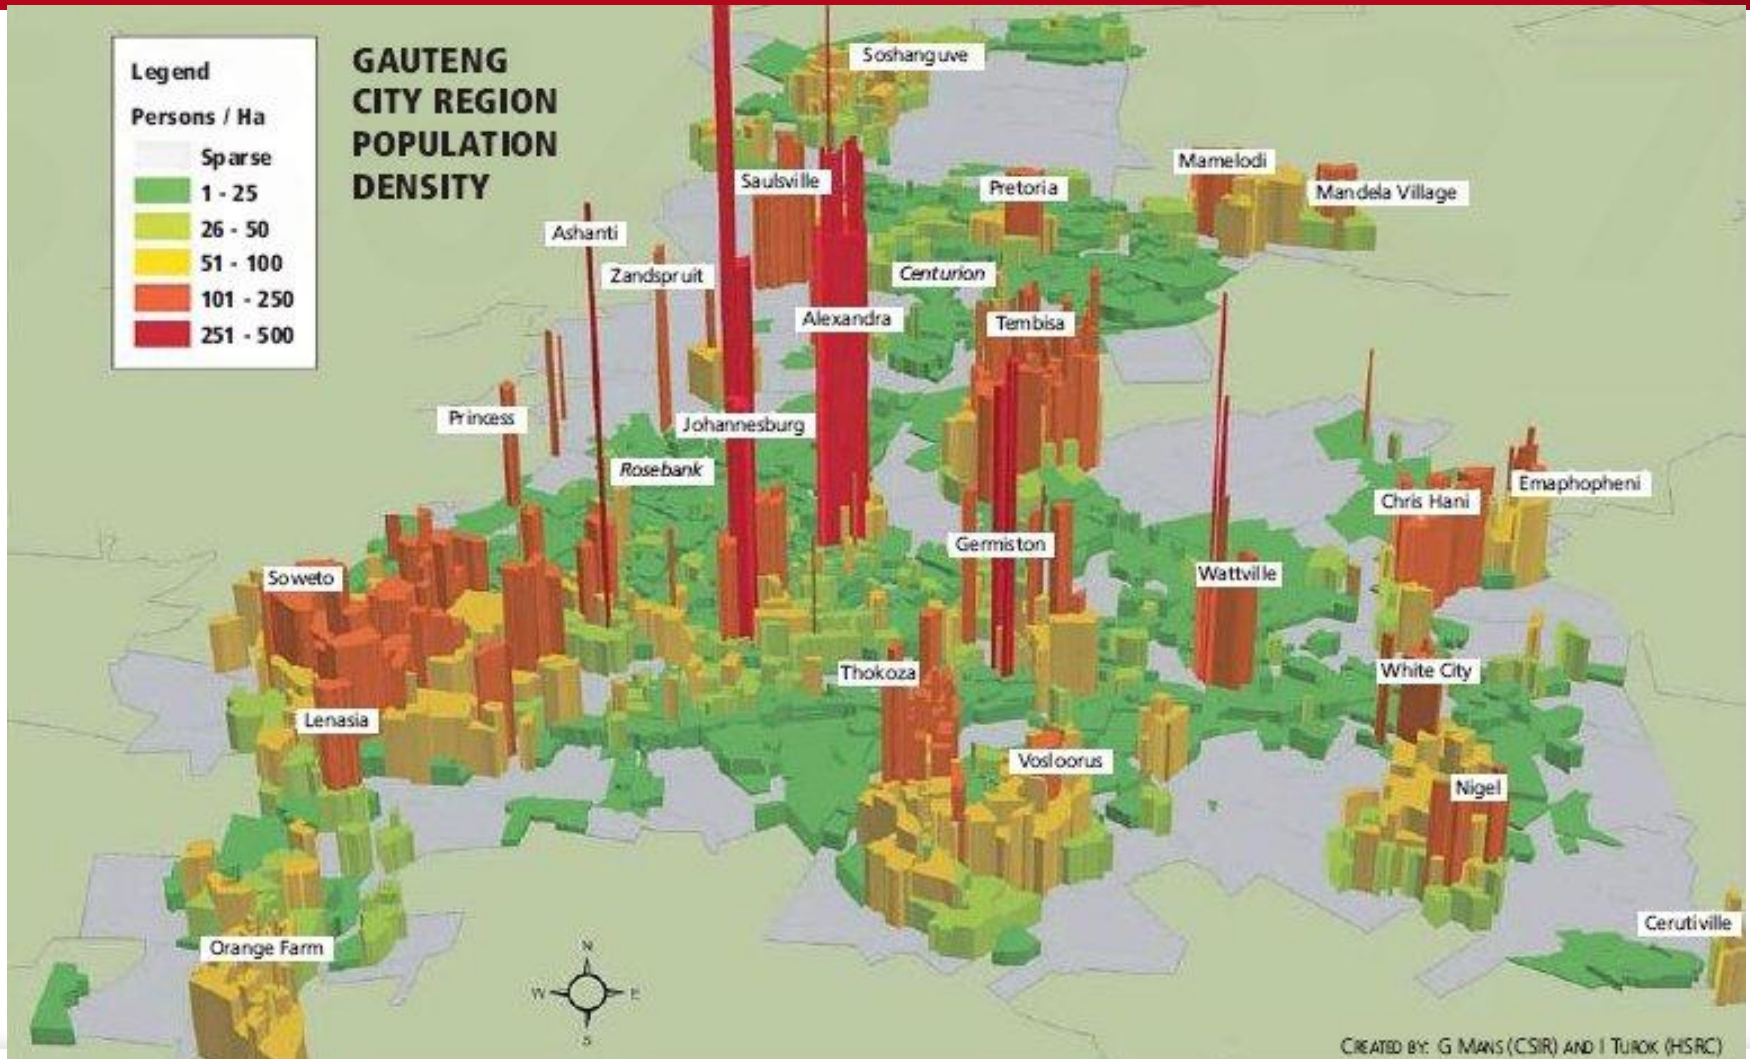 Legend
Persons / Ha
Sparse
1 - 25
26 - 50
51 - 100
101 - 250
251 - 500
GAUTENG
CITY REGION
POPULATION
DENSITY
Soshanguve
Mamelodi
Saulsville
Pretoria
Mandela Village
Ashanti
Zandspruit
Centurion
Alexandra
Tembisa
Princess
Johannesburg
Rosebank
Emaphopheni
Chris Hani
Germiston
Soweto
Wattville
Thokoza
White City
Lenasia
Vosloorus
Nigel
Cerutiville
Orange Farm
N
W
E
S
CREATED BY: G MANS (CSIR) AND I TUROK (HSRC)